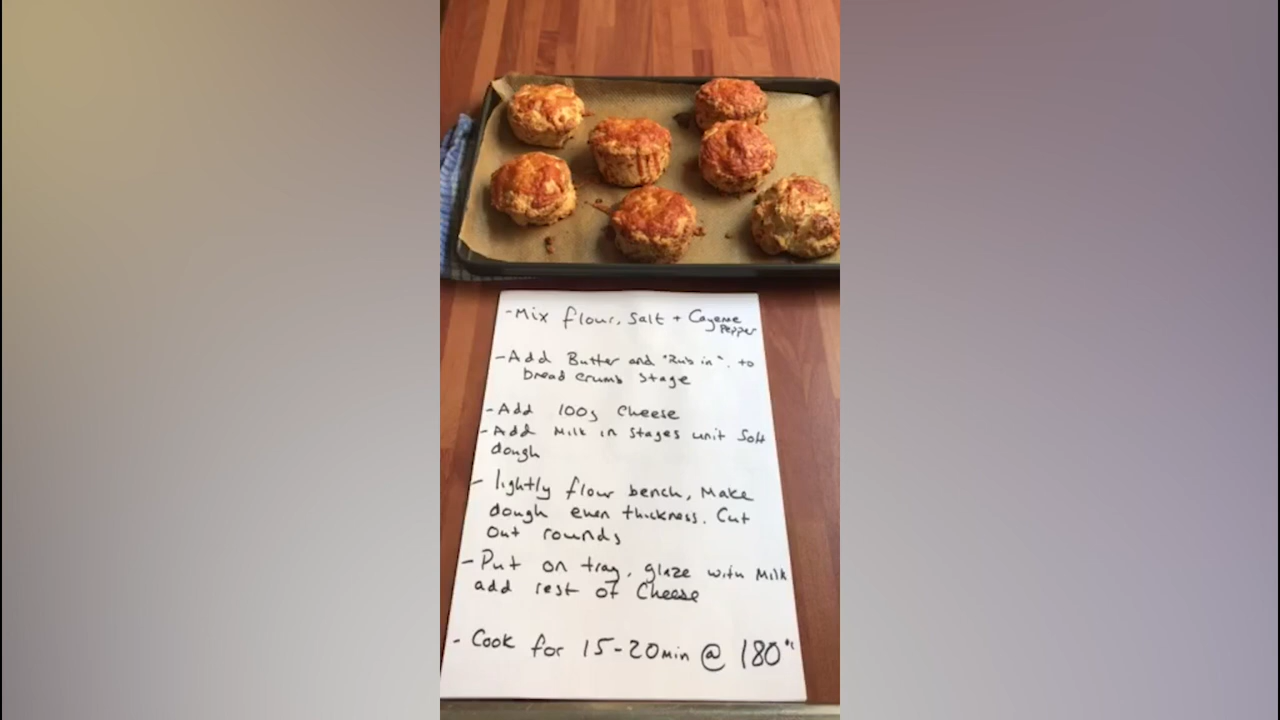 -Mix flour, Salt + Cayene
Pepper
-Add Butter and "Rub in". to
bread crumb Stage
-Add 100g Cheese
-Add Milk in Stages unit Soft
dough
- lightly flour bench, Make
dough even thickness. Cut
out rounds
-Put on tray, glaze with Milk
add rest of Cheese
- Cook for 15-20min @ 180°c